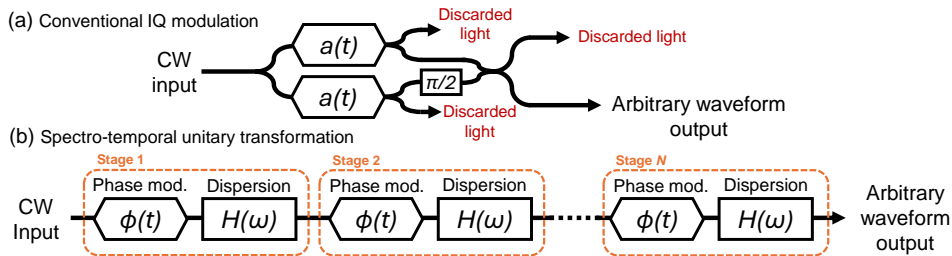 (a) Conventional IQ modulation
CW
input
a(t)
a(t)
Discarded
light
π/2
Discarded
light
Discarded light
Arbitrary waveform
output
(b) Spectro-temporal unitary transformation
Stage 1
Stage 2
Stage N
CW
Input
Phase mod.
Dispersion
ϕ(t)
H(ω)
Phase mod.
Dispersion
ϕ(t)
H(ω)
Phase mod.
Dispersion
ϕ(t)
H(ω)
Arbitrary
waveform
output